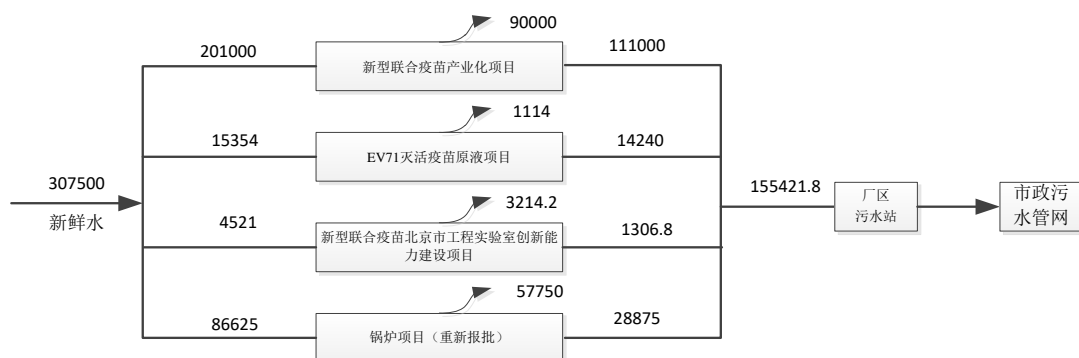 90000
201000
新型联合疫苗产业化项目
111000
1114
15354
EV71灭活疫苗原液项目
14240
307500
新鲜水
3214.2
4521
新型联合疫苗北京市工程实验室创新能
力建设项目
1306.8
155421.8
厂区
污水站
市政污
水管网
57750
86625
锅炉项目（重新报批）
28875